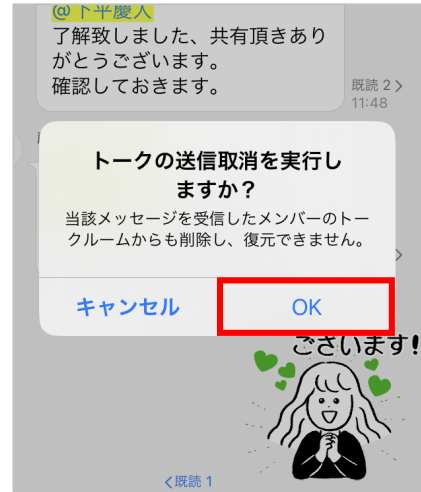 @下平慶人
了解致しました、共有頂きあり
がとうございます。
確認しておきます。
既読 2 >
11:48
トークの送信取消を実行し
ますか？
当該メッセージを受信したメンバーのトー
クルームからも削除し、復元できません。
キャンセル
OK
ございます!
<既読 1